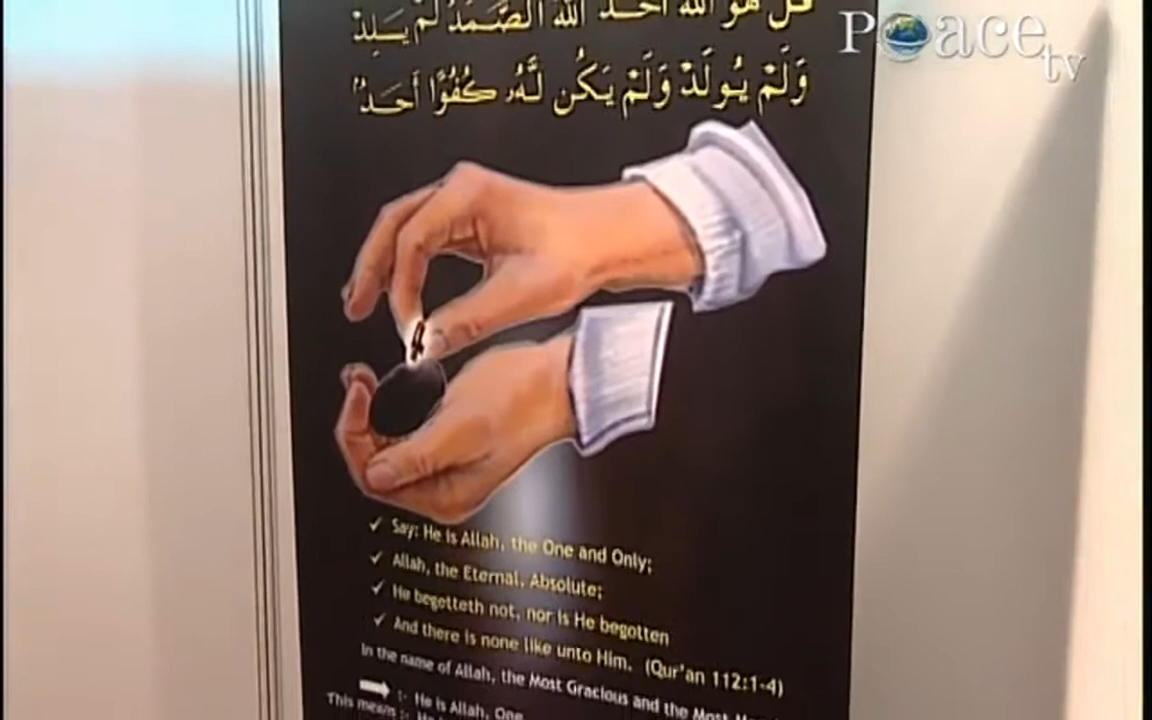 Peace tv
قُلْ هُوَ اللَّهُ أَحَدٌ اللَّهُ الصَّمَدُ لَمْ يَلِدْ
وَلَمْ يُولَدْ وَلَمْ يَكُن لَّهُ كُفُوًا أَحَدٌ
✓ Say: He is Allah, the One and Only;
✓ Allah, the Eternal, Absolute;
✓ He begetteth not, nor is He begotten
✓ And there is none like unto Him. (Qur'an 112:1-4)
In the name of Allah, the Most Gracious and the Most
:- He is Allah, One
This means :-